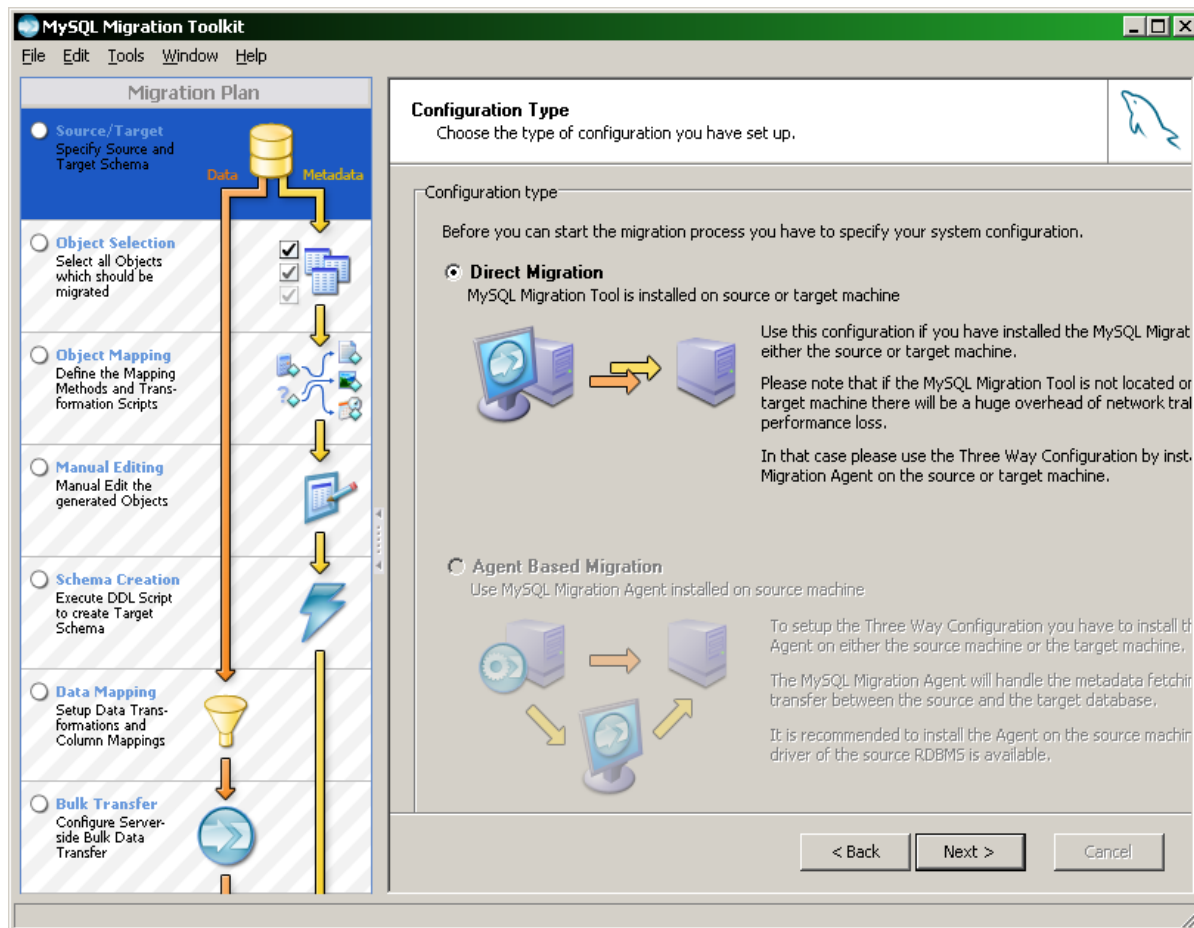 MySQL Migration Toolkit
File Edit Tools Window Help
Migration Plan
Source/Target
Specify Source and
Target Schema
Data
Metadata
Object Selection
Select all Objects
which should be
migrated
Object Mapping
Define the Mapping
Methods and Trans-
formation Scripts
Manual Editing
Manual Edit the
generated Objects
Schema Creation
Execute DDL Script
to create Target
Schema
Data Mapping
Setup Data Trans-
formations and
Column Mappings
Bulk Transfer
Configure Server-
side Bulk Data
Transfer
Configuration Type
Choose the type of configuration you have set up.
Configuration type
Before you can start the migration process you have to specify your system configuration.
Direct Migration
MySQL Migration Tool is installed on source or target machine
Use this configuration if you have installed the MySQL Migrat
either the source or target machine.
Please note that if the MySQL Migration Tool is not located or
target machine there will be a huge overhead of network traf
performance loss.
In that case please use the Three Way Configuration by inst
Migration Agent on the source or target machine.
Agent Based Migration
Use MySQL Migration Agent installed on source machine
To setup the Three Way Configuration you have to install th
Agent on either the source machine or the target machine.
The MySQL Migration Agent will handle the metadata fetchin
transfer between the source and the target database.
It is recommended to install the Agent on the source machin
driver of the source RDBMS is available.
< Back
Next >
Cancel